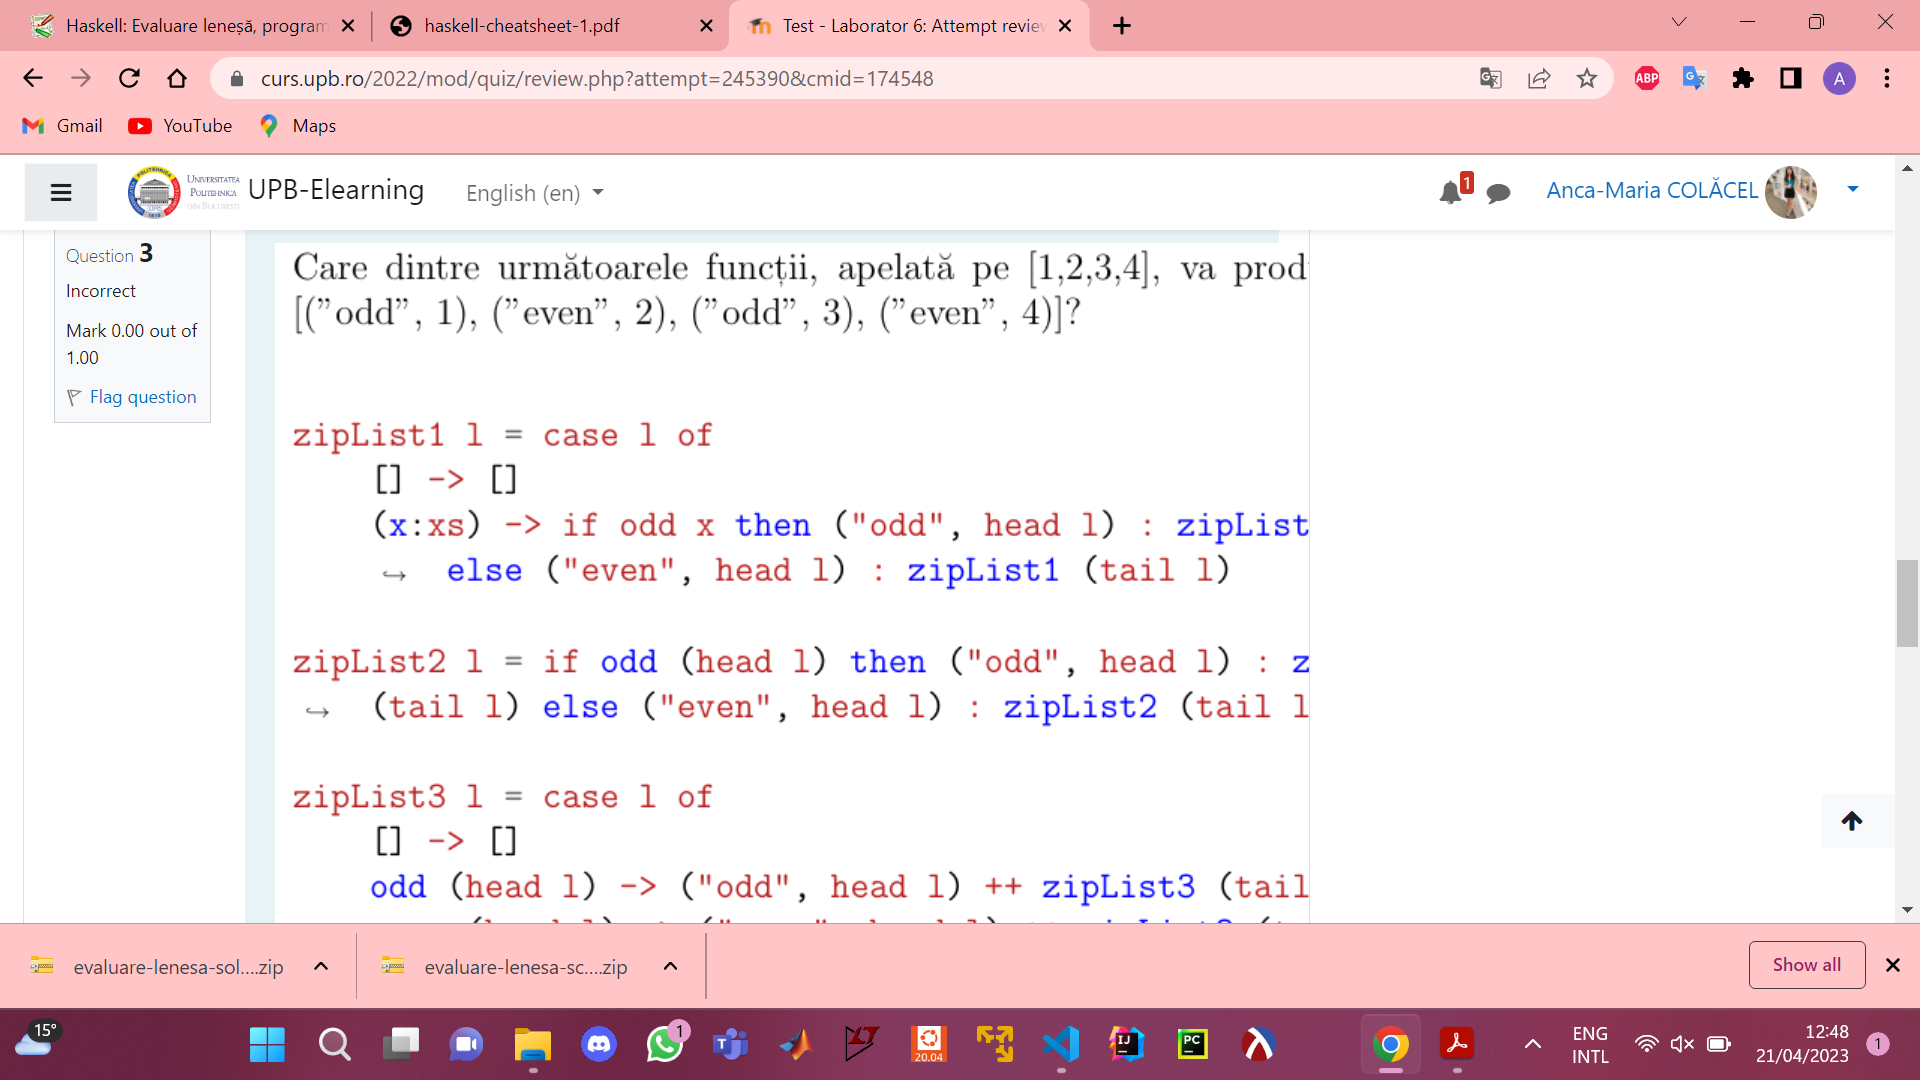 Haskell: Evaluare leneșă, program
haskell-cheatsheet-1.pdf
Test - Laborator 6: Attempt review
curs.upb.ro/2022/mod/quiz/review.php?attempt=245390&cmid=174548
ABP
A
Gmail
YouTube
Maps
UNIVERSITATEA
POLITEHNICA
DIN BUCUREȘTI
UPB-Elearning
English (en)
1
Anca-Maria COLĂCEL
Question 3
Incorrect
Mark 0.00 out of
1.00
Flag question
Care dintre următoarele funcții, apelată pe [1,2,3,4], va prod
[("odd", 1), ("even", 2), ("odd", 3), ("even", 4)]?
zipList1 l = case l of
[] -> []
(x:xs) -> if odd x then ("odd", head l) : zipList
↪ else ("even", head l) : zipList1 (tail l)
zipList2 l = if odd (head l) then ("odd", head l) : z
↪ (tail l) else ("even", head l) : zipList2 (tail l
zipList3 l = case l of
[] -> []
odd (head l) -> ("odd", head l) ++ zipList3 (tail
evaluare-lenesa-sol....zip
evaluare-lenesa-sc....zip
Show all
15°
1
20.04
IJ
PC
ENG
INTL
12:48
21/04/2023
1